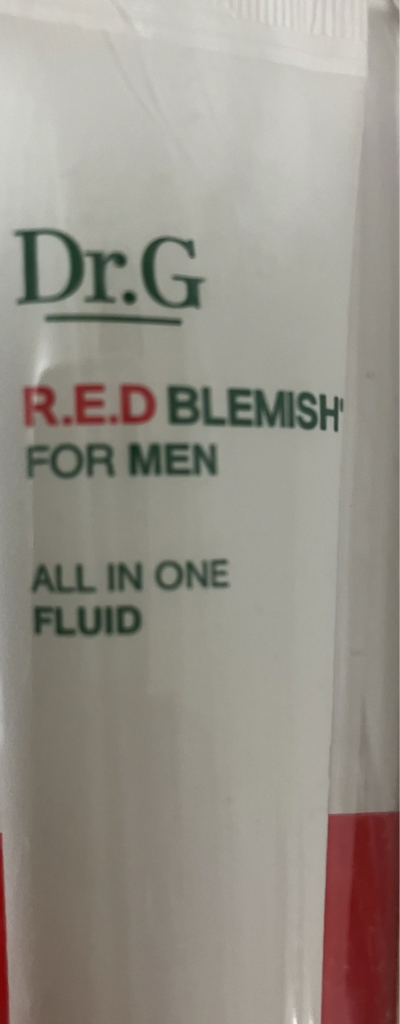 Dr.G
R.E.D BLEMISH
FOR MEN
ALL IN ONE
FLUID